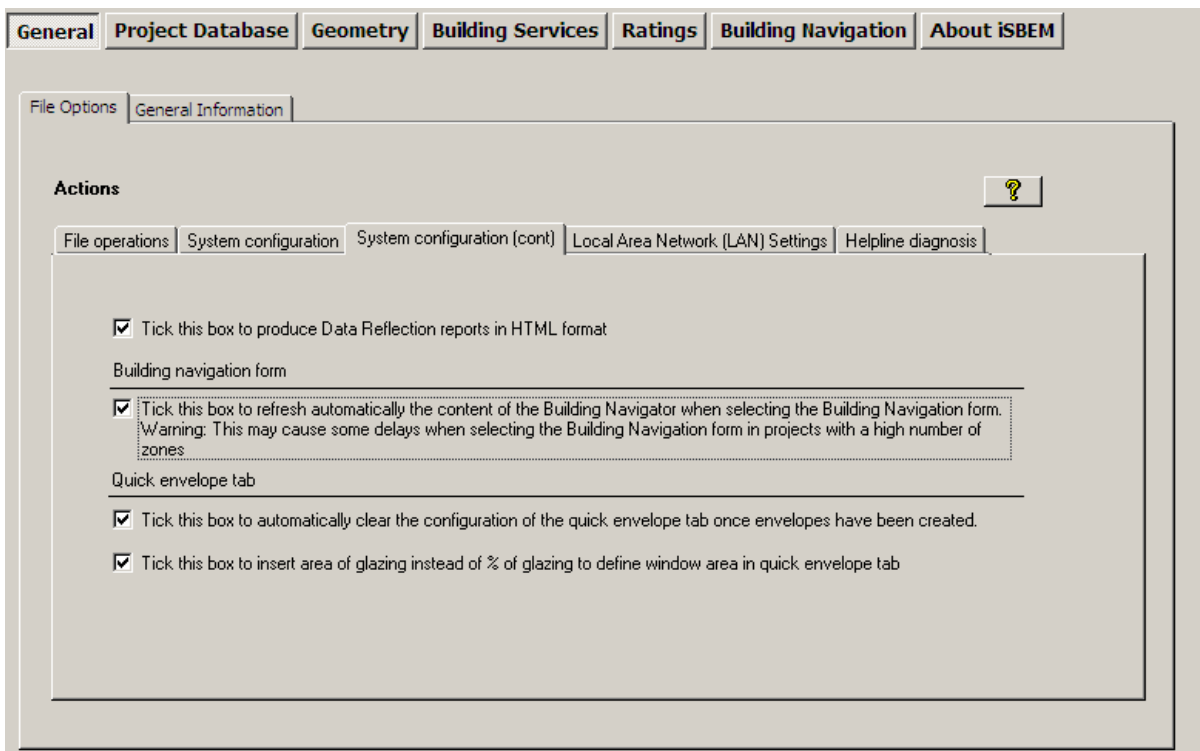 General Project Database Geometry Building Services Ratings Building Navigation About iSBEM
File Options General Information
Actions
?
File operations System configuration System configuration (cont) Local Area Network (LAN) Settings Helpline diagnosis
Tick this box to produce Data Reflection reports in HTML format
Building navigation form
Tick this box to refresh automatically the content of the Building Navigator when selecting the Building Navigation form.
Warning: This may cause some delays when selecting the Building Navigation form in projects with a high number of
zones
Quick envelope tab
Tick this box to automatically clear the configuration of the quick envelope tab once envelopes have been created.
Tick this box to insert area of glazing instead of % of glazing to define window area in quick envelope tab